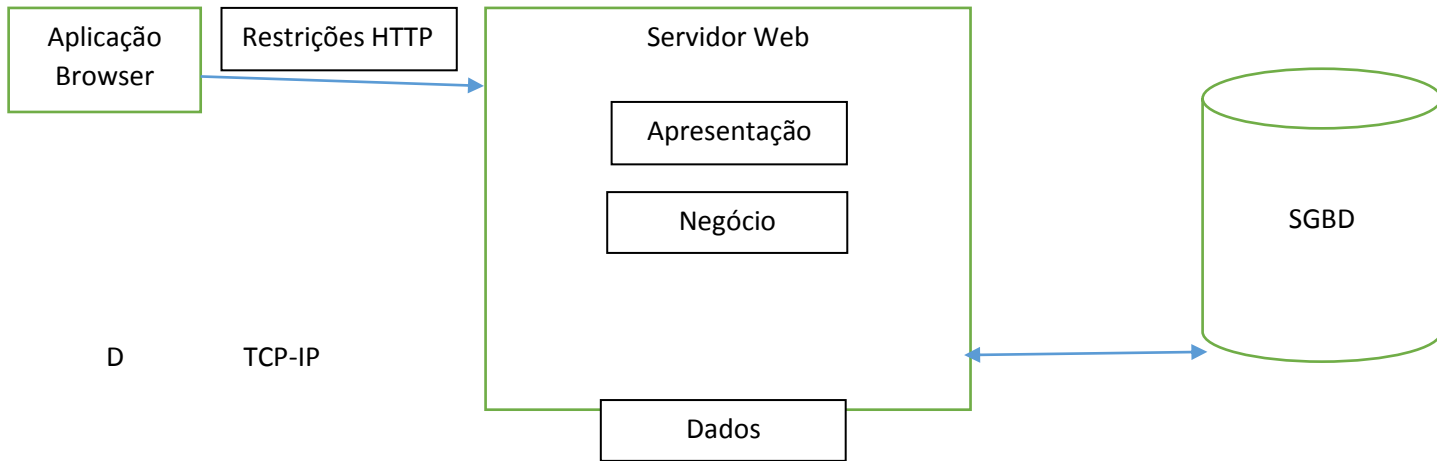 Aplicação
Browser
Restrições HTTP
Servidor Web
Apresentação
Negócio
SGBD
D
TCP-IP
Dados